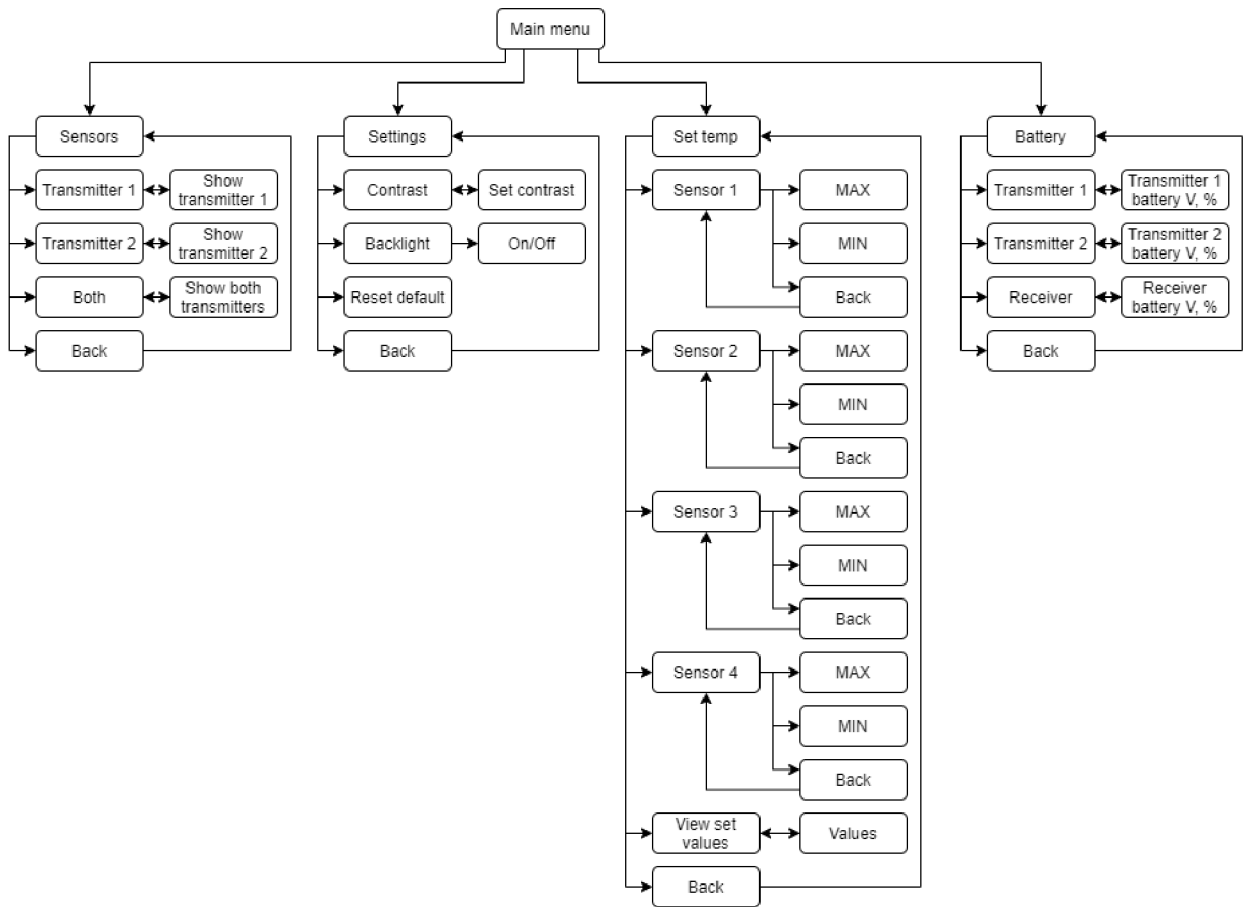 Main menu
Sensors
Transmitter 1
Show
transmitter 1
Transmitter 2
Show
transmitter 2
Both
Show both
transmitters
Back
Settings
Contrast
Set contrast
Backlight
On/Off
Reset default
Back
Set temp
Sensor 1
MAX
MIN
Back
Sensor 2
MAX
MIN
Back
Sensor 3
MAX
MIN
Back
Sensor 4
MAX
MIN
Back
View set
values
Values
Back
Battery
Transmitter 1
Transmitter 1
battery V, %
Transmitter 2
Transmitter 2
battery V, %
Receiver
Receiver
battery V, %
Back